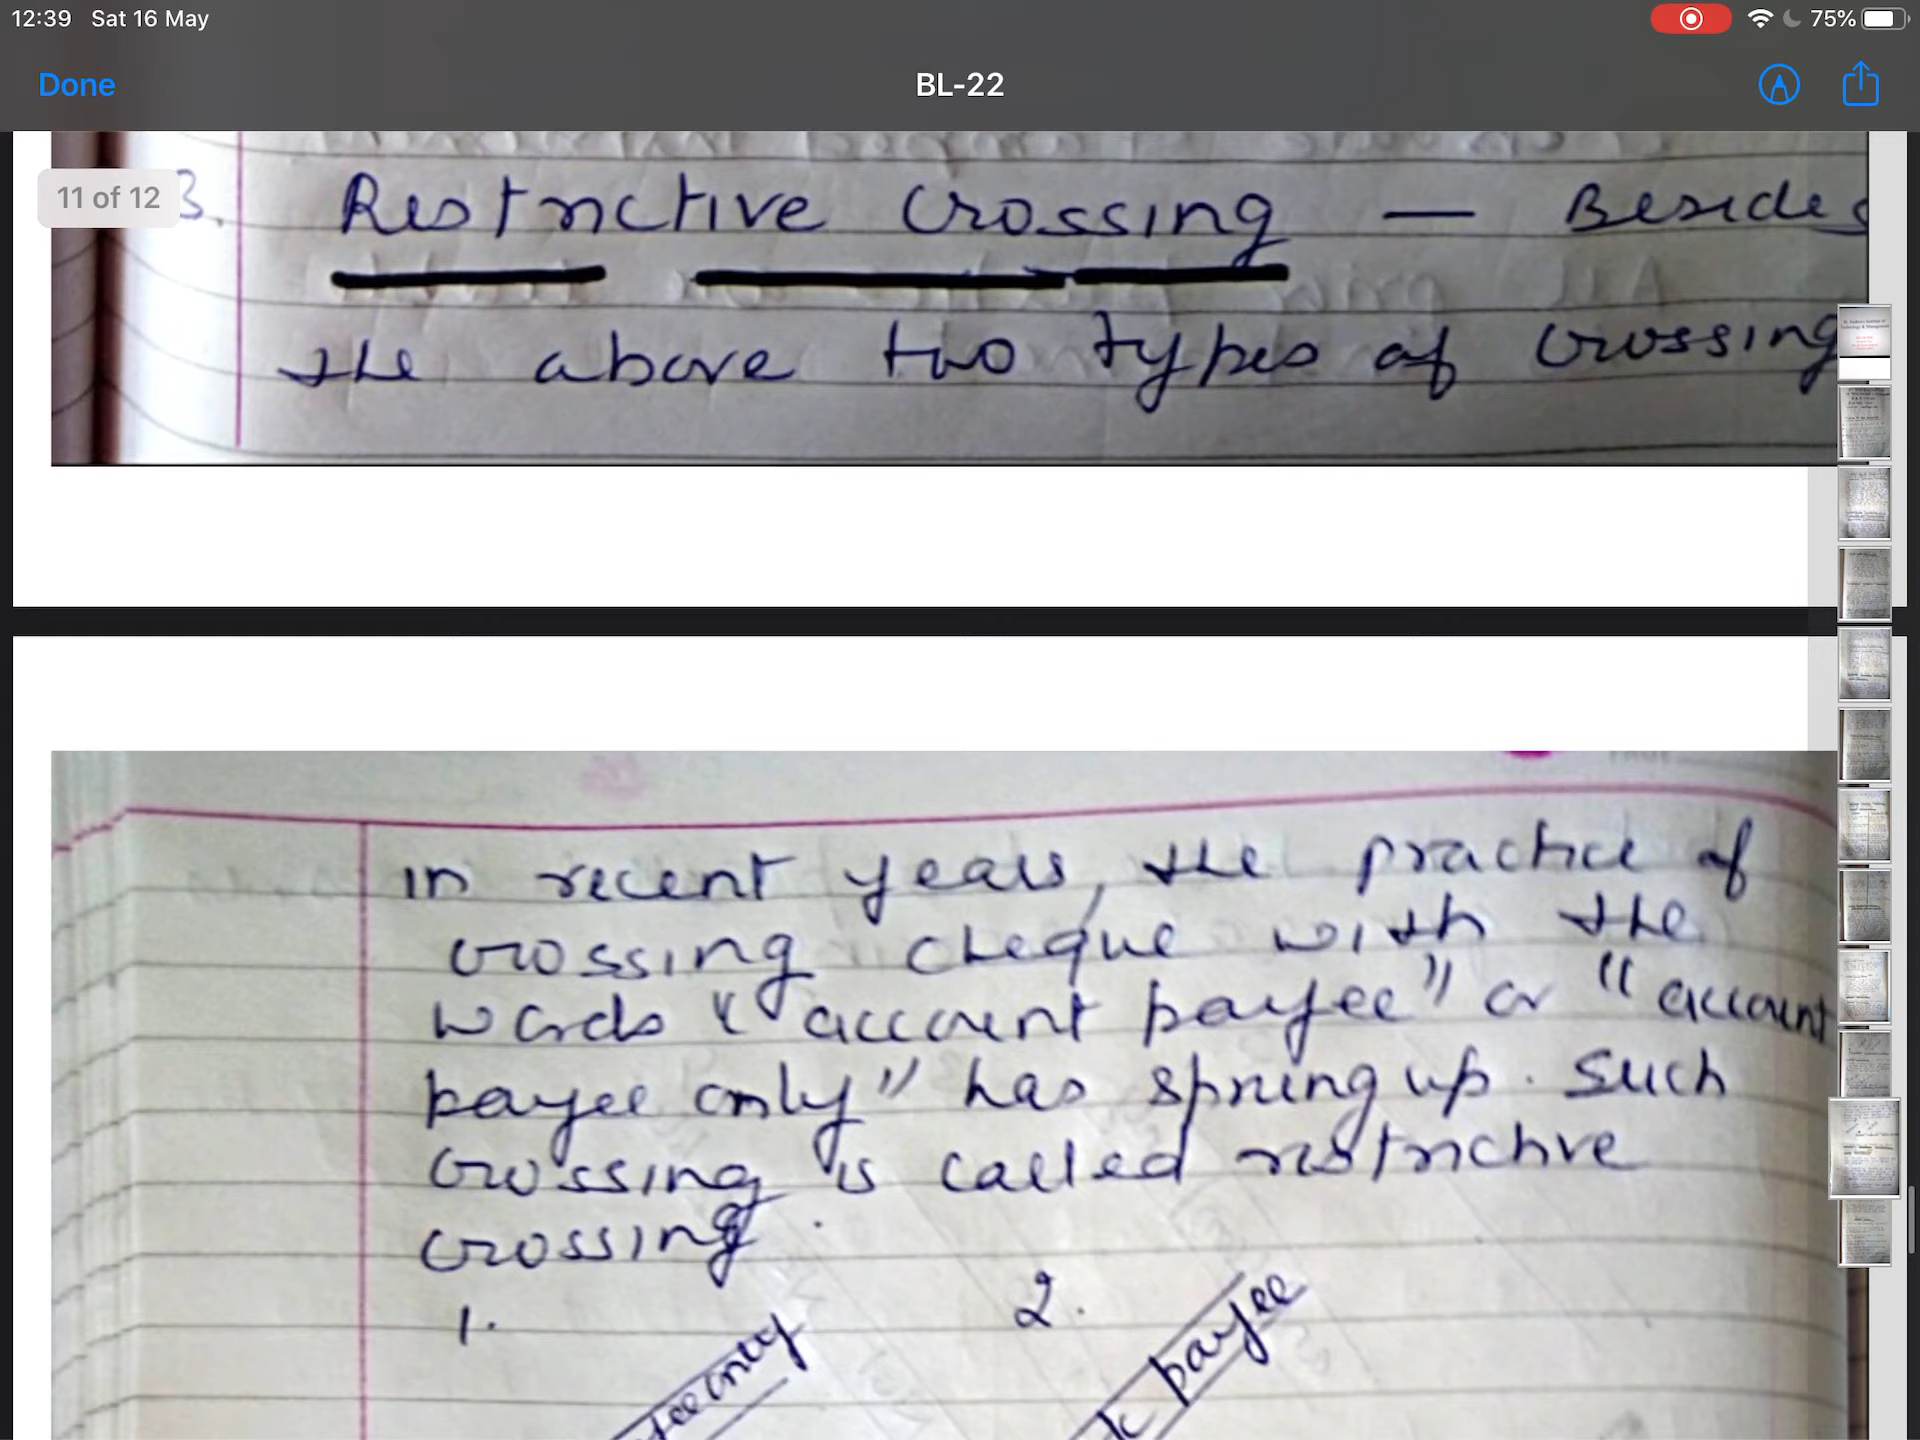 12:39 Sat 16 May
75%
Done
BL-22
11 of 12
3. Restrictive Crossing — Besides
the above two types of crossing
in recent years, the practice of
crossing cheque with the
words "account payee" or "account
payee only" has spring up. Such
crossing is called restrictive
crossing.
1. 2.
only
payee